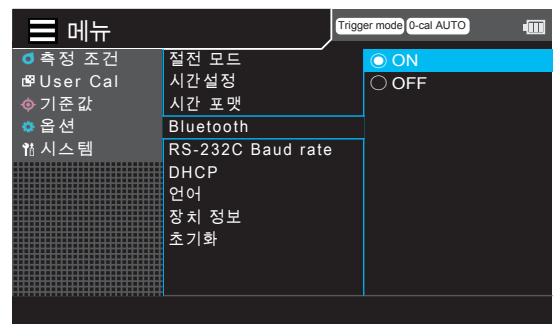 메뉴
Trigger mode 0-cal AUTO
측정 조건
User Cal
기준값
옵션
시스템
절전 모드
시간설정
시간 포맷
Bluetooth
RS-232C Baud rate
DHCP
언어
장치 정보
초기화
ON
OFF